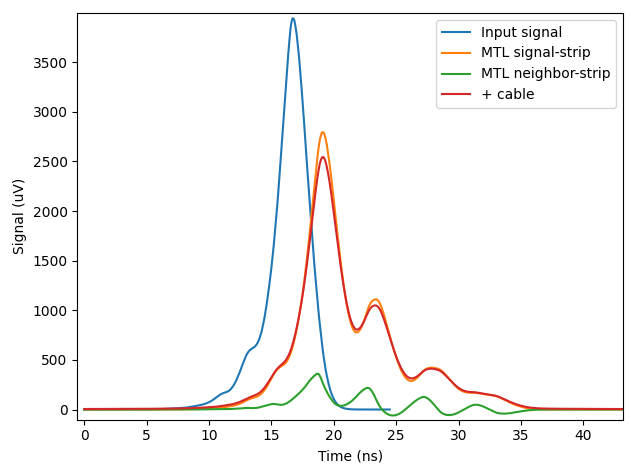 Input signal
MTL signal-strip
MTL neighbor-strip
+ cable
Signal (uV)
3500
3000
2500
2000
1500
1000
500
0
0 5 10 15 20 25 30 35 40
Time (ns)